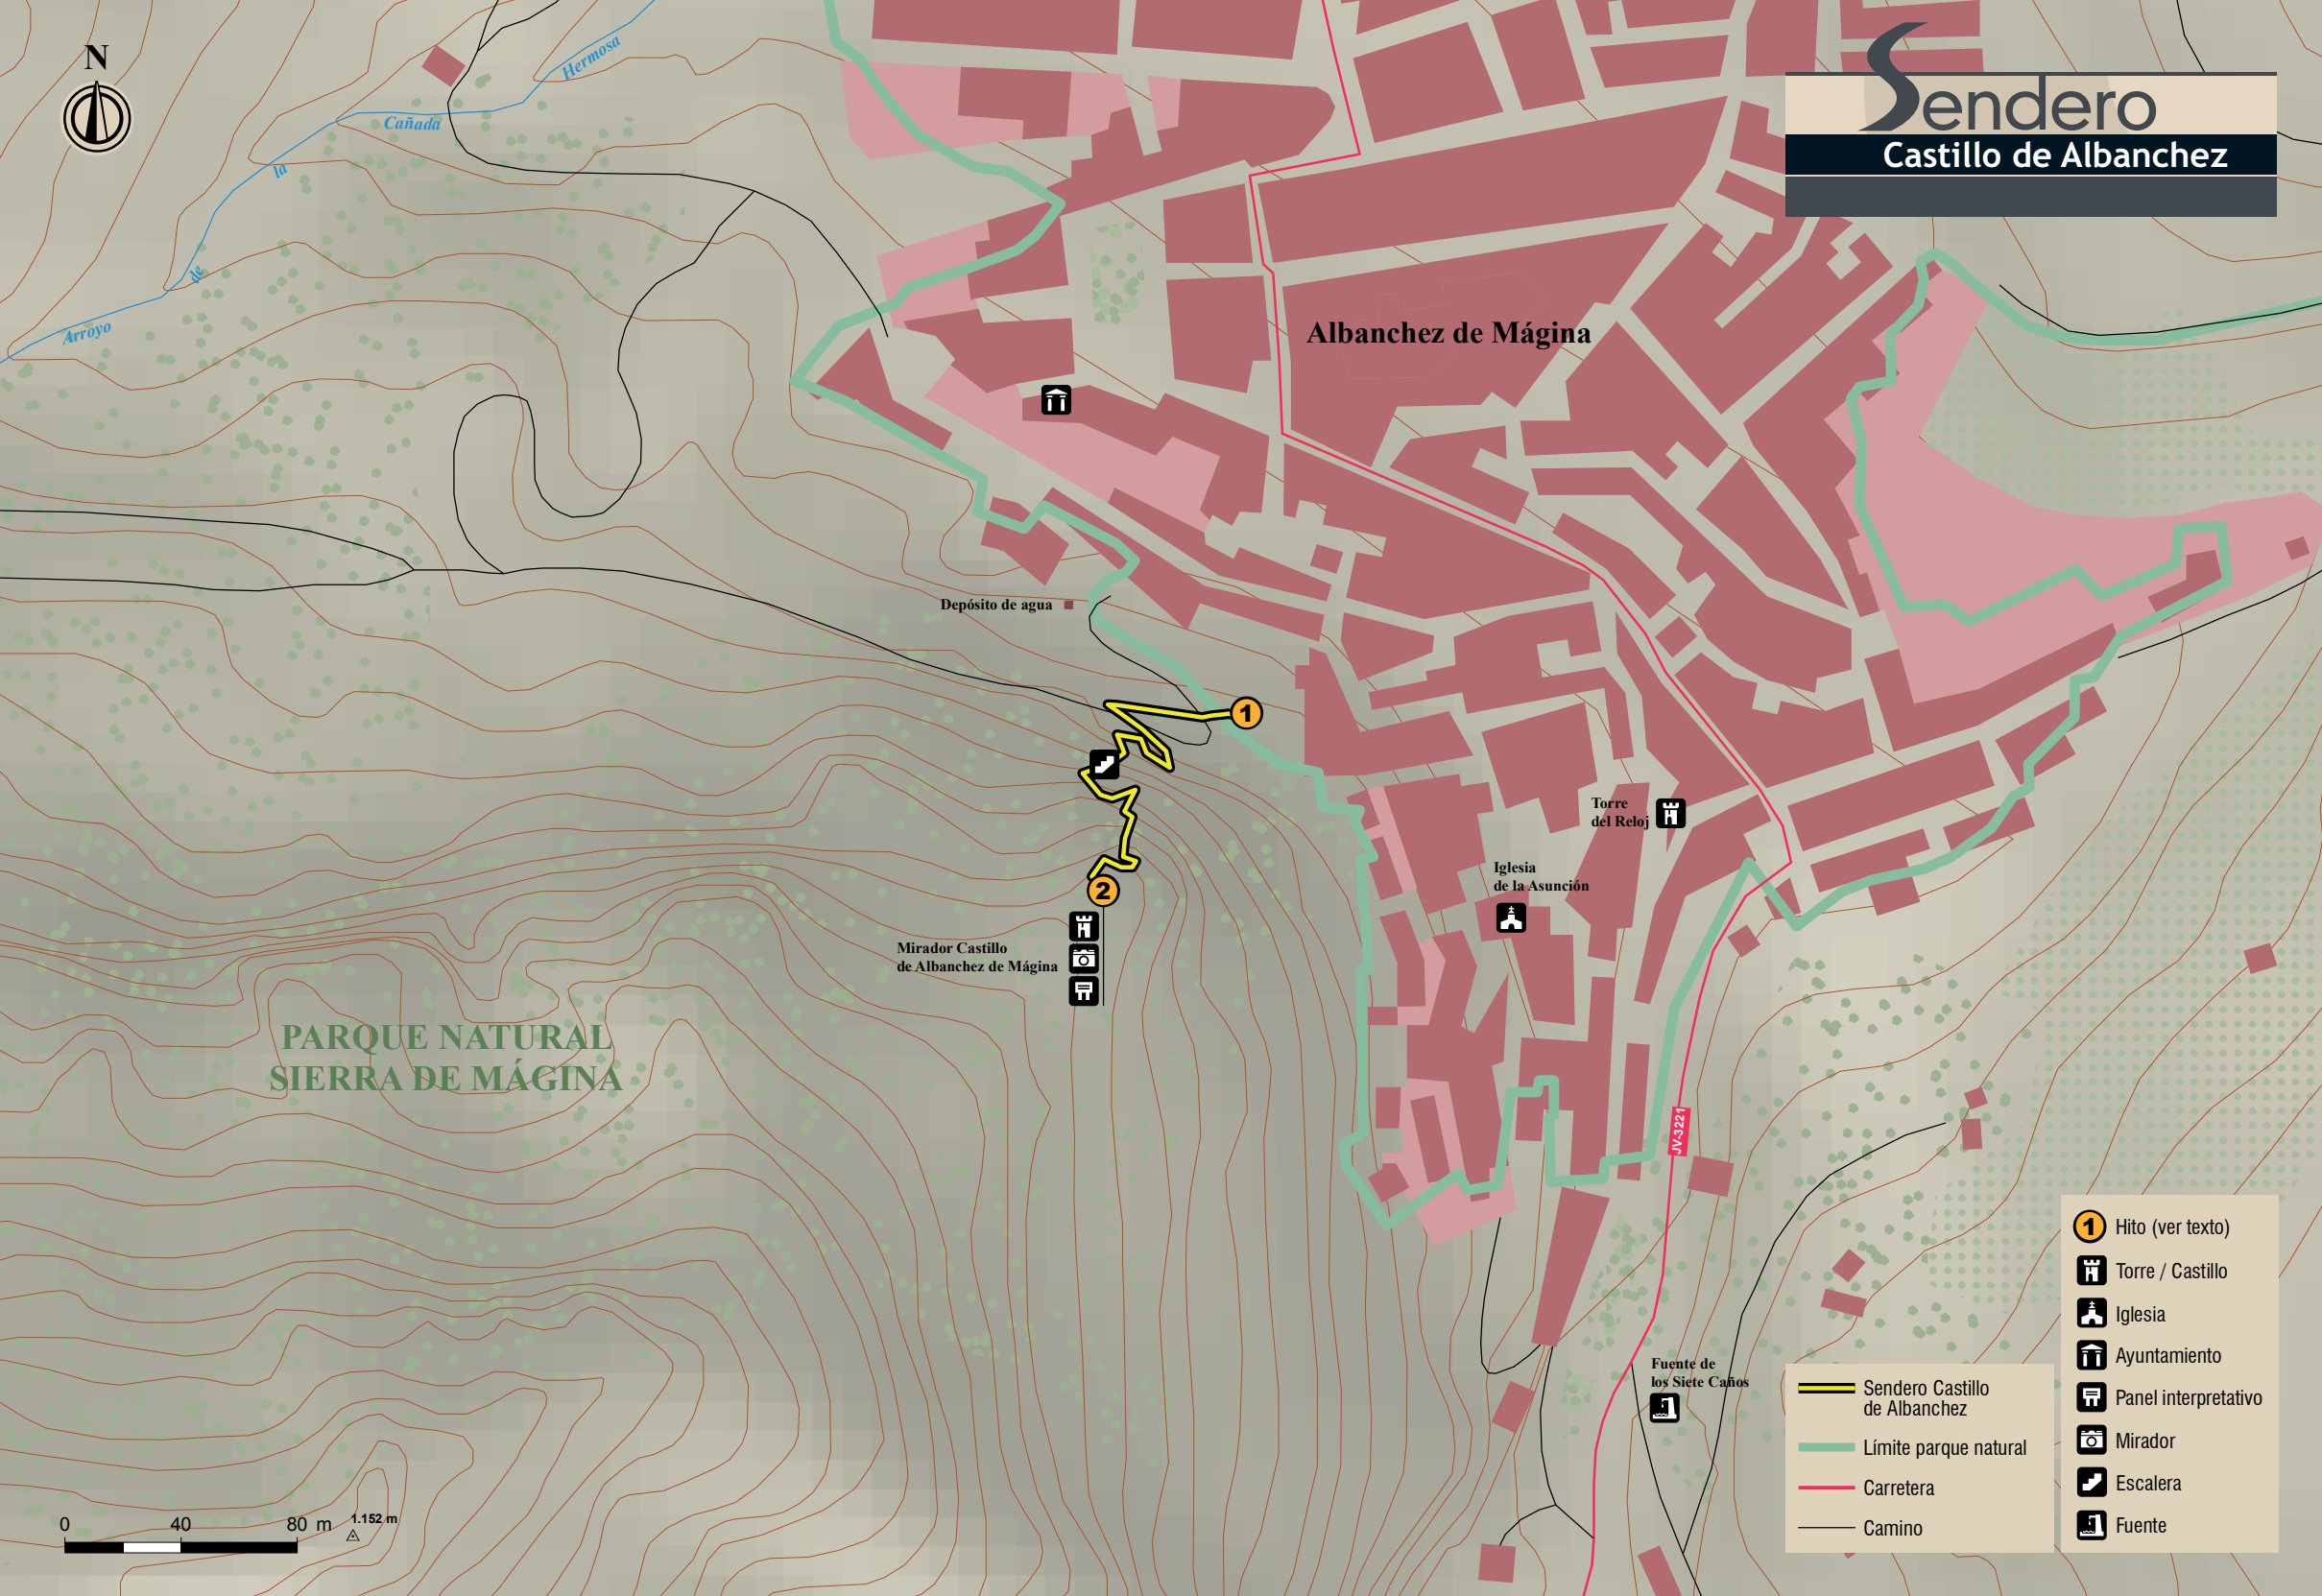 N
Sendero
Castillo de Albanchez
Arroyo
de
la
Cañada
Hermosa
Albanchez de Mágina
Depósito de agua
1
Torre
del Reloj
Iglesia
de la Asunción
2
Mirador Castillo
de Albanchez de Mágina
PARQUE NATURAL
SIERRA DE MÁGINA
JV-3221
Fuente de
los Siete Caños
0 40 80 m
1.152 m
Sendero Castillo
de Albanchez
Límite parque natural
Carretera
Camino
1 Hito (ver texto)
Torre / Castillo
Iglesia
Ayuntamiento
Panel interpretativo
Mirador
Escalera
Fuente